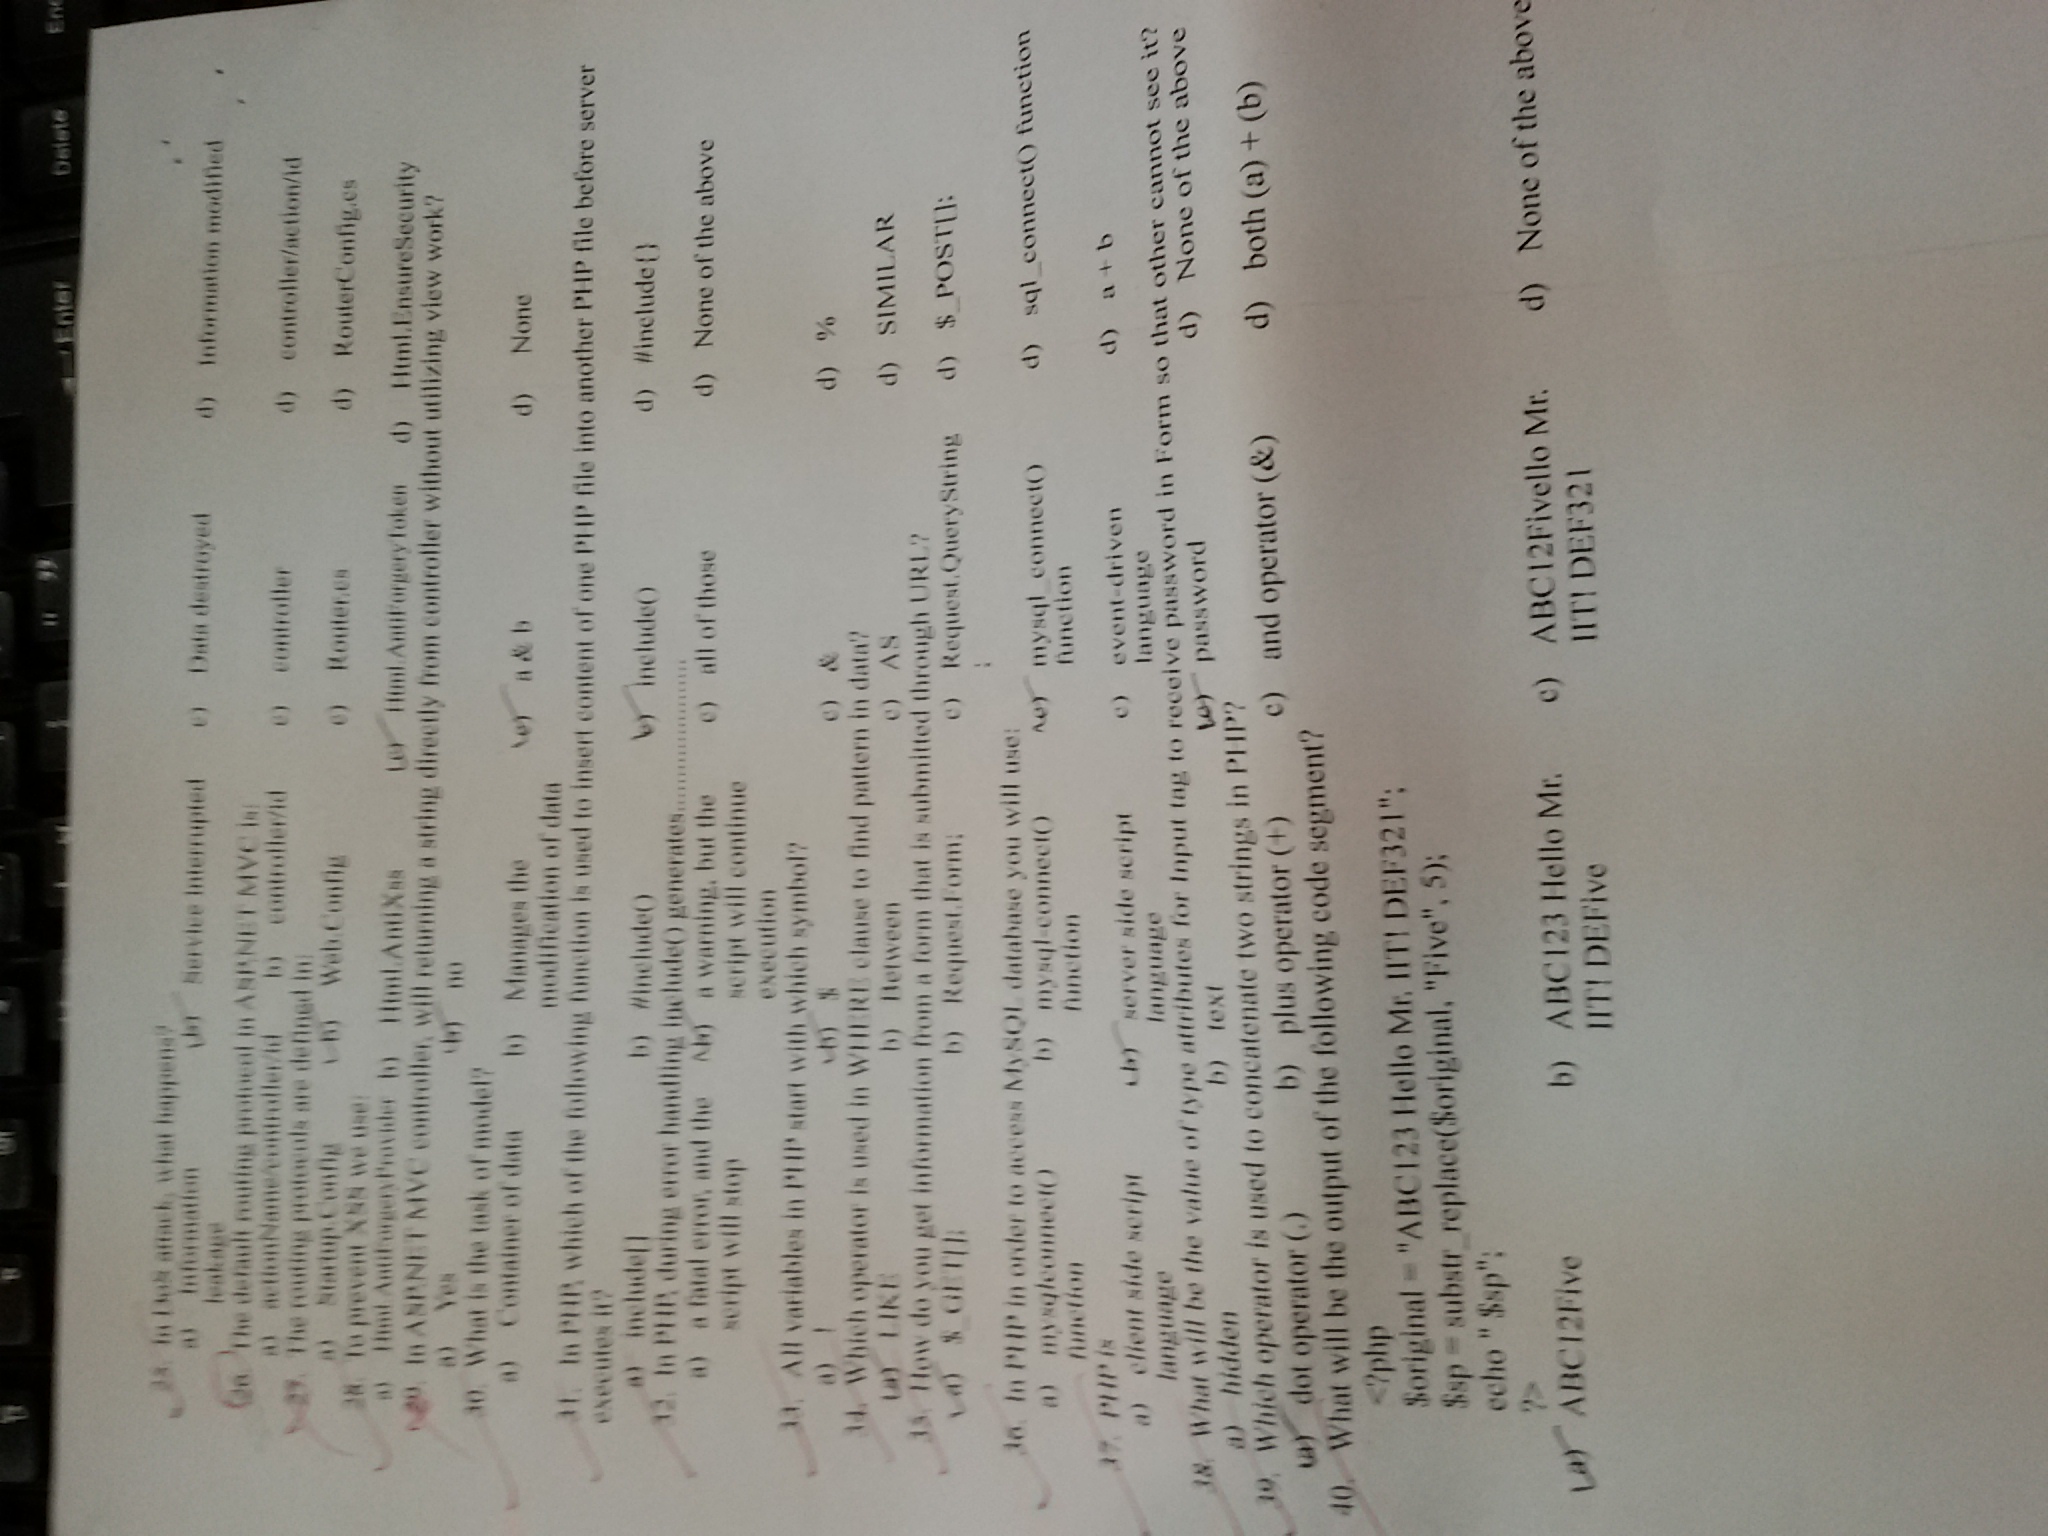 Enter Delete
25. In DoS attack, what happens?
a) Information leakage b) Service Interrupted c) Data destroyed d) Information modified
26. The default routing protocol in ASP.NET MVC is:
a) actionName/controller/id b) controller/id c) controller d) controller/action/id
27. The routing protocols are defined in:
a) Startup.Config b) Web.Config c) Router.cs d) RouterConfig.cs
28. To prevent XSS we use:
a) Html.AntiForgeryProvider b) Html.AntiXss c) Html.AntiForgeryToken d) Html.EnsureSecurity
29. In ASP.NET MVC controller, will returning a string directly from controller without utilizing view work?
a) Yes b) no
30. What is the task of model?
a) Container of data b) Manages the modification of data c) a & b d) None
31. In PHP, which of the following function is used to insert content of one PHP file into another PHP file before server
executes it?
a) include[] b) #include() c) include() d) #include{}
32. In PHP, during error handling include() generates......................
a) a fatal error, and the script will stop b) a warning, but the script will continue execution c) all of those d) None of the above
33. All variables in PHP start with which symbol?
a) ! b) $ c) & d) %
34. Which operator is used in WHERE clause to find pattern in data?
a) LIKE b) Between c) AS d) SIMILAR
35. How do you get information from a form that is submitted through URL?
a) $_GET[]; b) Request.Form; c) Request.QueryString ; d) $_POST[];
36. In PHP in order to access MySQL database you will use:
a) mysqlconnect() function b) mysql-connect() function c) mysql_connect() function d) sql_connect() function
37. PHP is
a) client side script language b) server side script language c) event-driven language d) a + b
38. What will be the value of type attributes for Input tag to receive password in Form so that other cannot see it?
a) hidden b) text c) password d) None of the above
39. Which operator is used to concatenate two strings in PHP?
a) dot operator (.) b) plus operator (+) c) and operator (&) d) both (a) + (b)
40. What will be the output of the following code segment?
<?php
$original = "ABC123 Hello Mr. IIT! DEF321";
$sp = substr_replace($original, "Five", 5);
echo " $sp";
?>
a) ABC12Five b) ABC123 Hello Mr. IIT! DEFive c) ABC12Fivello Mr. IIT! DEF321 d) None of the above